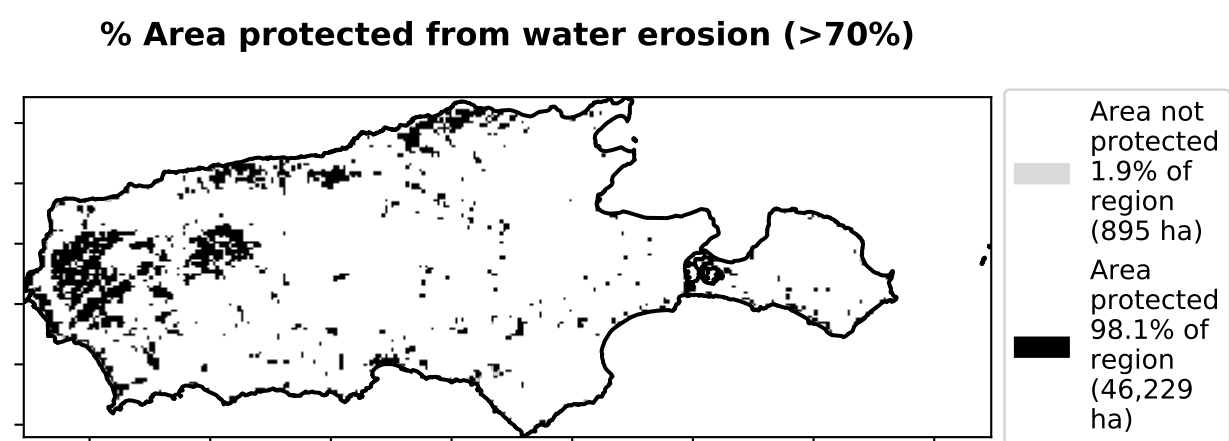 % Area protected from water erosion (>70%)
Area not
protected
1.9% of
region
(895 ha)
Area
protected
98.1% of
region
(46,229
ha)